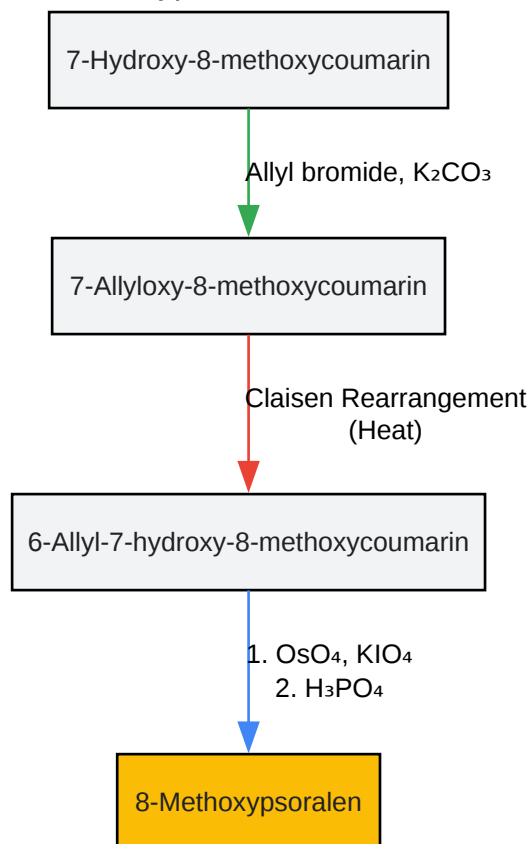 7-Hydroxy-8-methoxycoumarin
Allyl bromide, K₂CO₃
7-Allyloxy-8-methoxycoumarin
Claisen Rearrangement
(Heat)
6-Allyl-7-hydroxy-8-methoxycoumarin
1. OsO₄, KIO₄
2. H₃PO₄
8-Methoxypsoralen